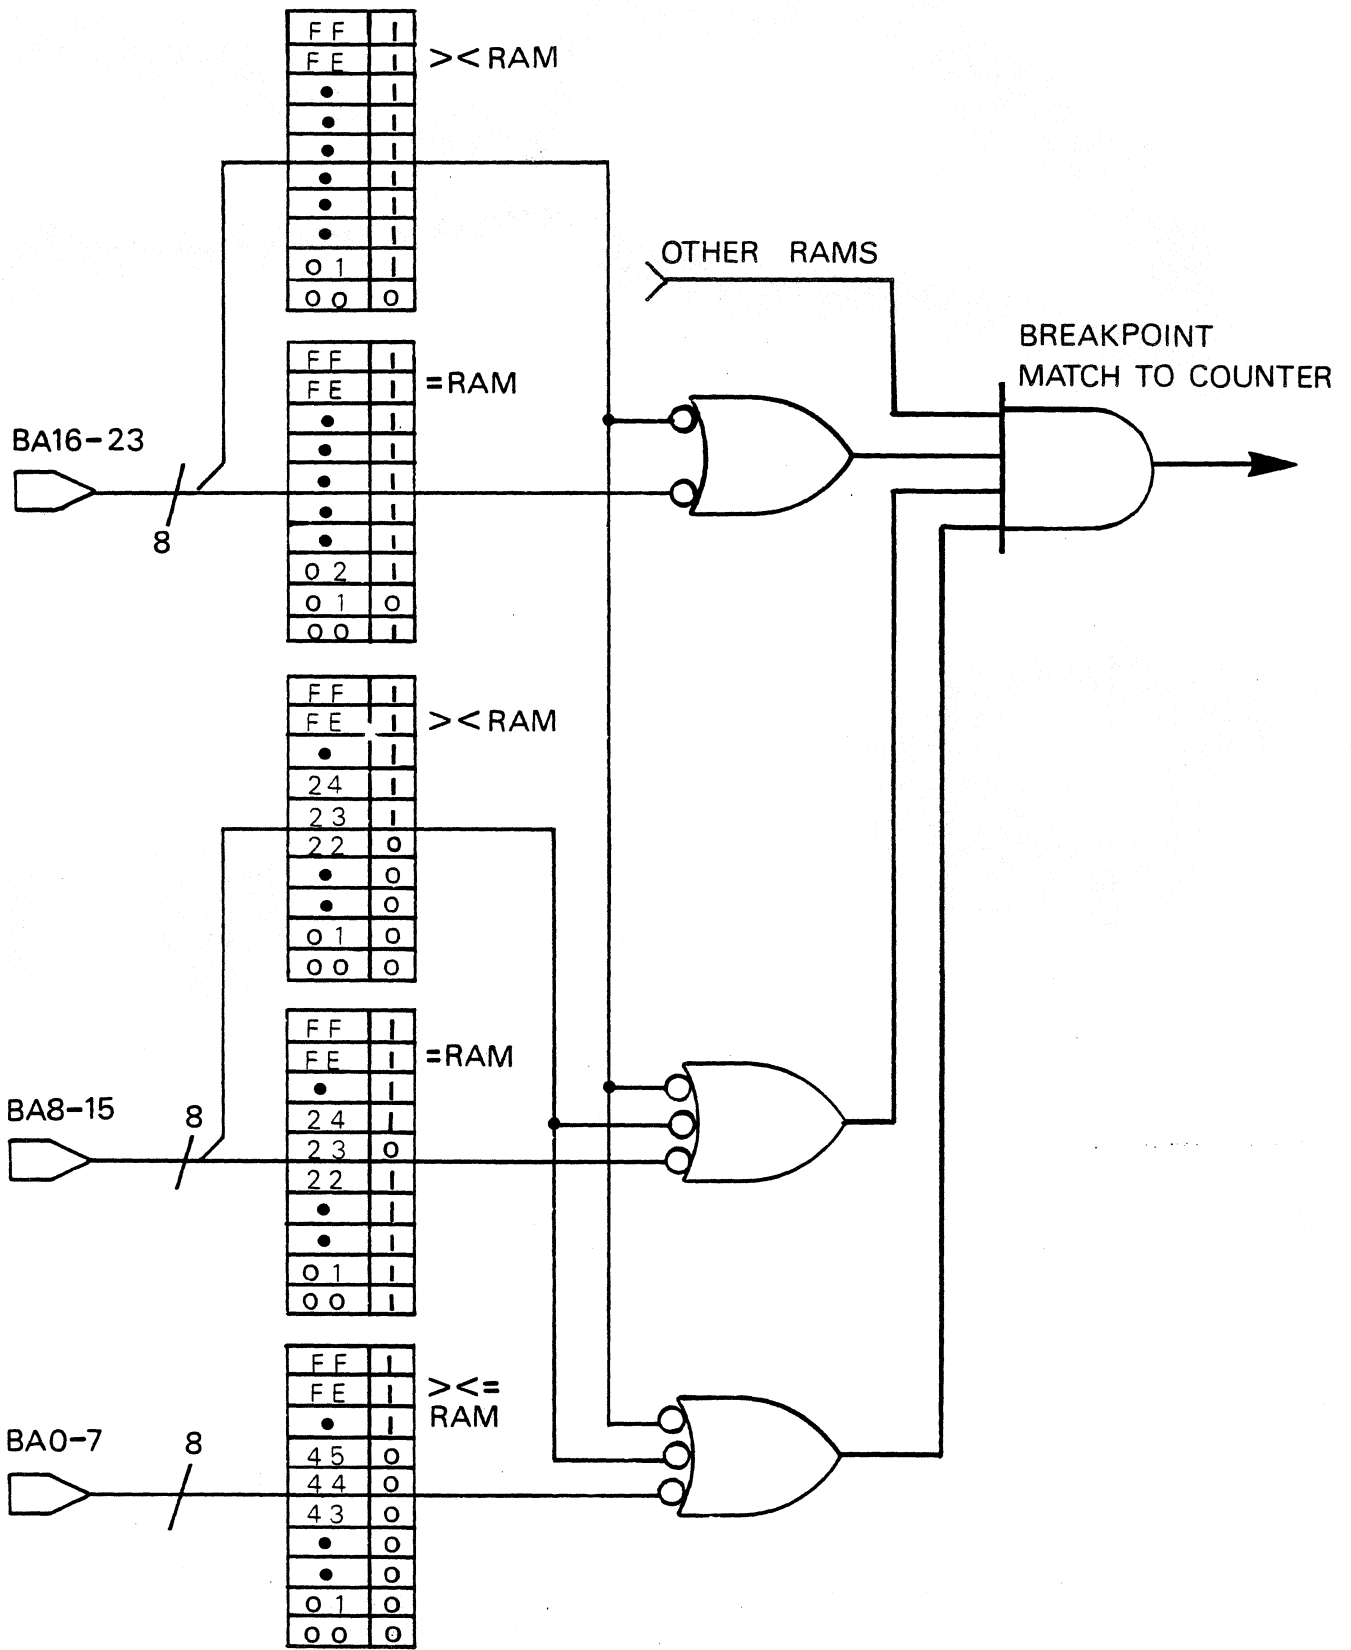 FF 1
FE 1
• 1
• 1
• 1
• 1
• 1
• 1
01 1
00 0
><RAM
OTHER RAMS
BREAKPOINT
MATCH TO COUNTER
FF 1
FE 1
• 1
• 1
• 1
• 1
• 1
02 1
01 0
00 1
=RAM
BA16-23
8
FF 1
FE 1
• 1
24 1
23 1
22 0
• 0
• 0
01 0
00 0
><RAM
FF 1
FE 1
• 1
24 1
23 0
22 1
• 1
• 1
01 1
00 1
=RAM
BA8-15
8
FF 1
FE 1
• 1
45 0
44 0
43 0
• 0
• 0
01 0
00 0
><=
RAM
BA0-7
8